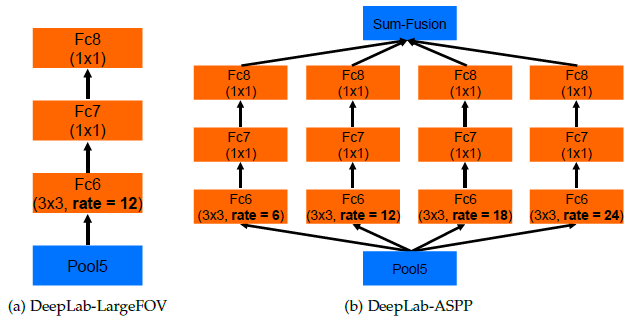 Fc8
(1x1)
Fc7
(1x1)
Fc6
(3x3, rate = 12)
Pool5
(a) DeepLab-LargeFOV
Sum-Fusion
Fc8
(1x1)
Fc8
(1x1)
Fc8
(1x1)
Fc8
(1x1)
Fc7
(1x1)
Fc7
(1x1)
Fc7
(1x1)
Fc7
(1x1)
Fc6
(3x3, rate = 6)
Fc6
(3x3, rate = 12)
Fc6
(3x3, rate = 18)
Fc6
(3x3, rate = 24)
Pool5
(b) DeepLab-ASPP